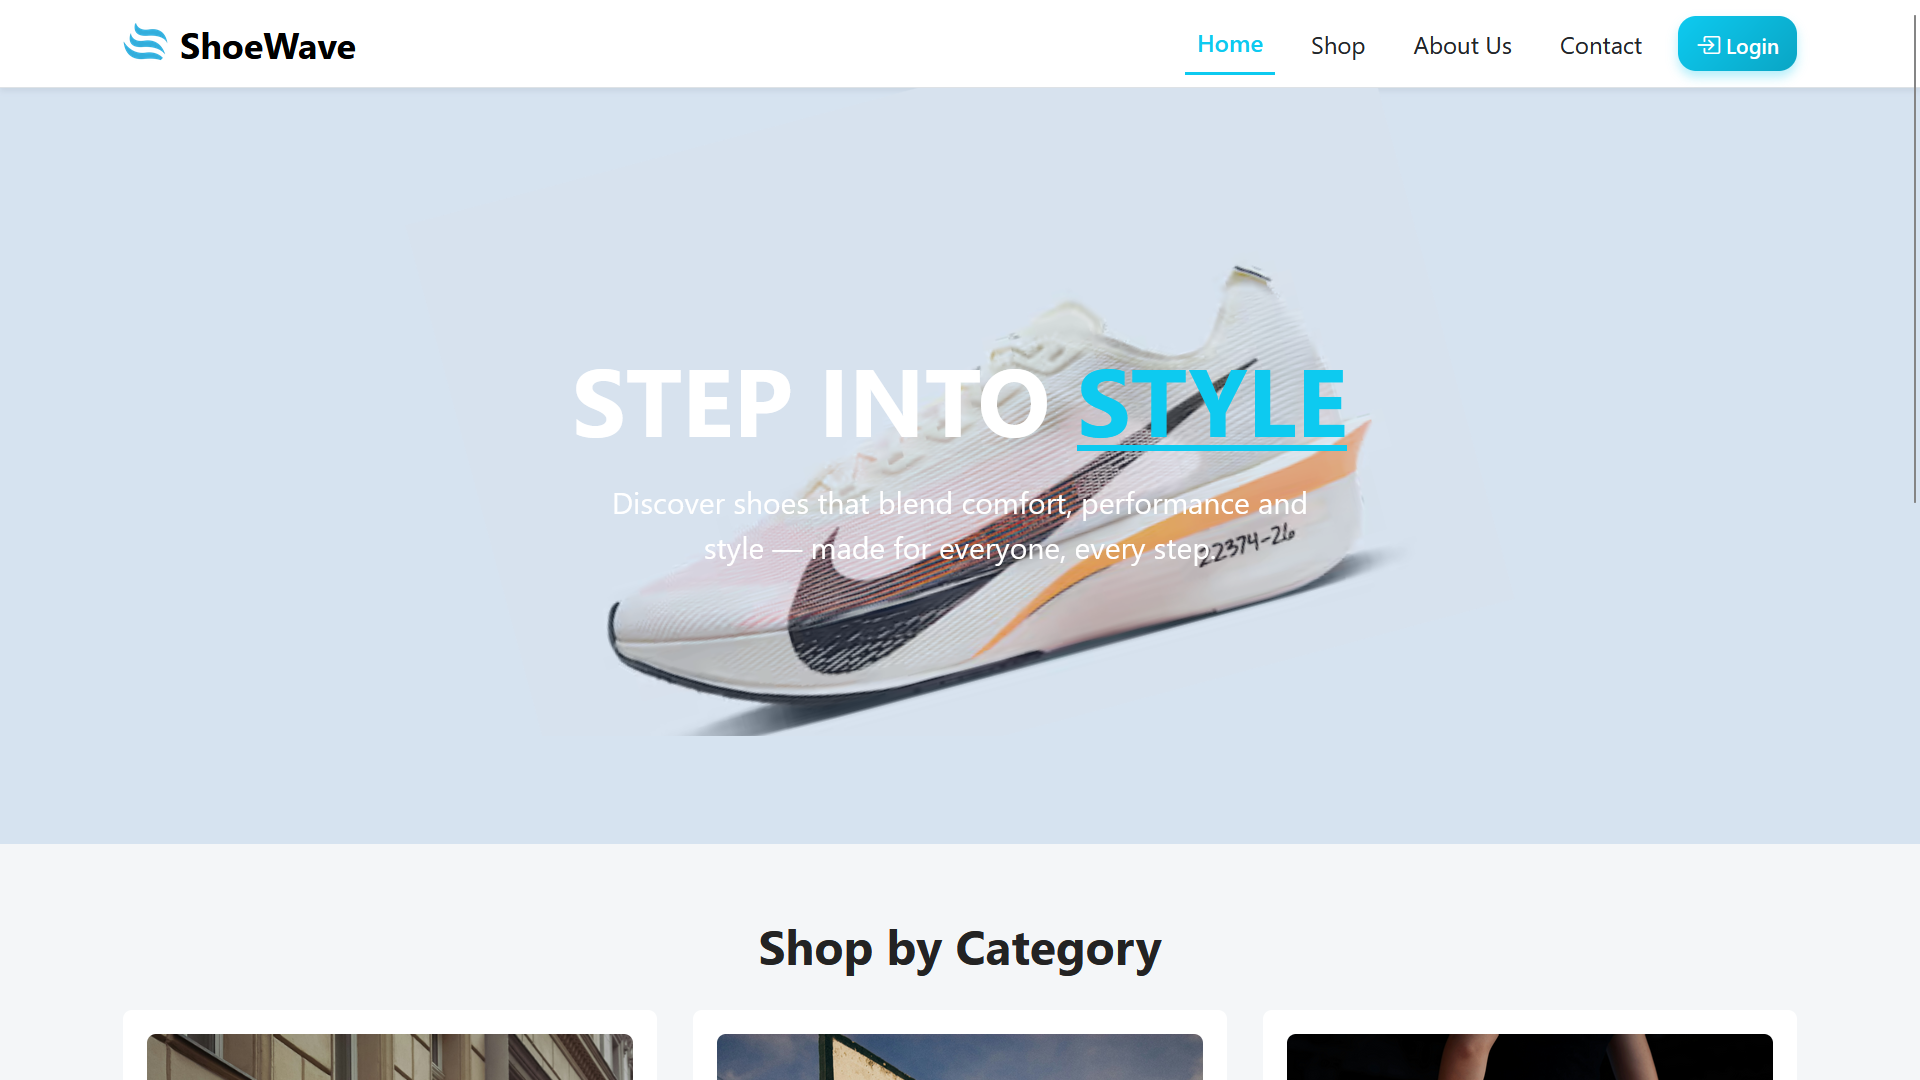 ShoeWave
Home
Shop
About Us
Contact
Login
STEP INTO STYLE
Discover shoes that blend comfort, performance and
style — made for everyone, every step.
22374-26
Shop by Category